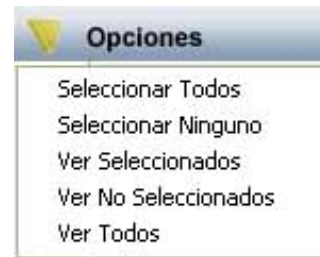 Opciones
Seleccionar Todos
Seleccionar Ninguno
Ver Seleccionados
Ver No Seleccionados
Ver Todos